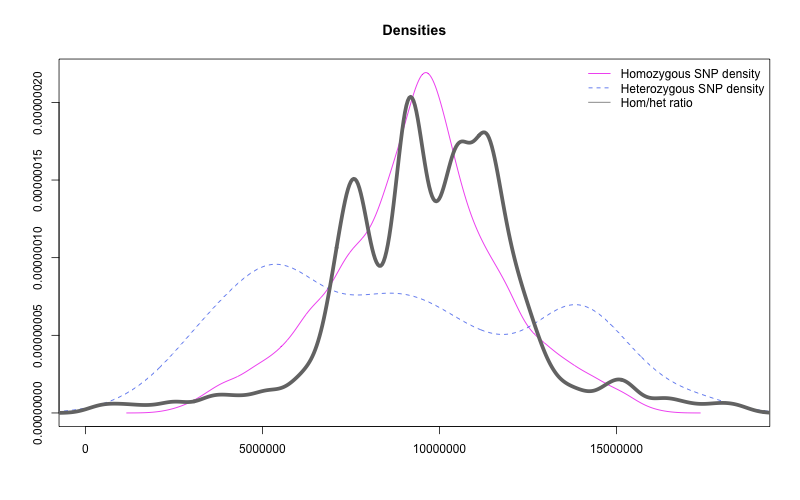 Densities
Homozygous SNP density
Heterozygous SNP density
Hom/het ratio
0.00000020
0.00000015
0.00000010
0.00000005
0.00000000
0
5000000
10000000
15000000